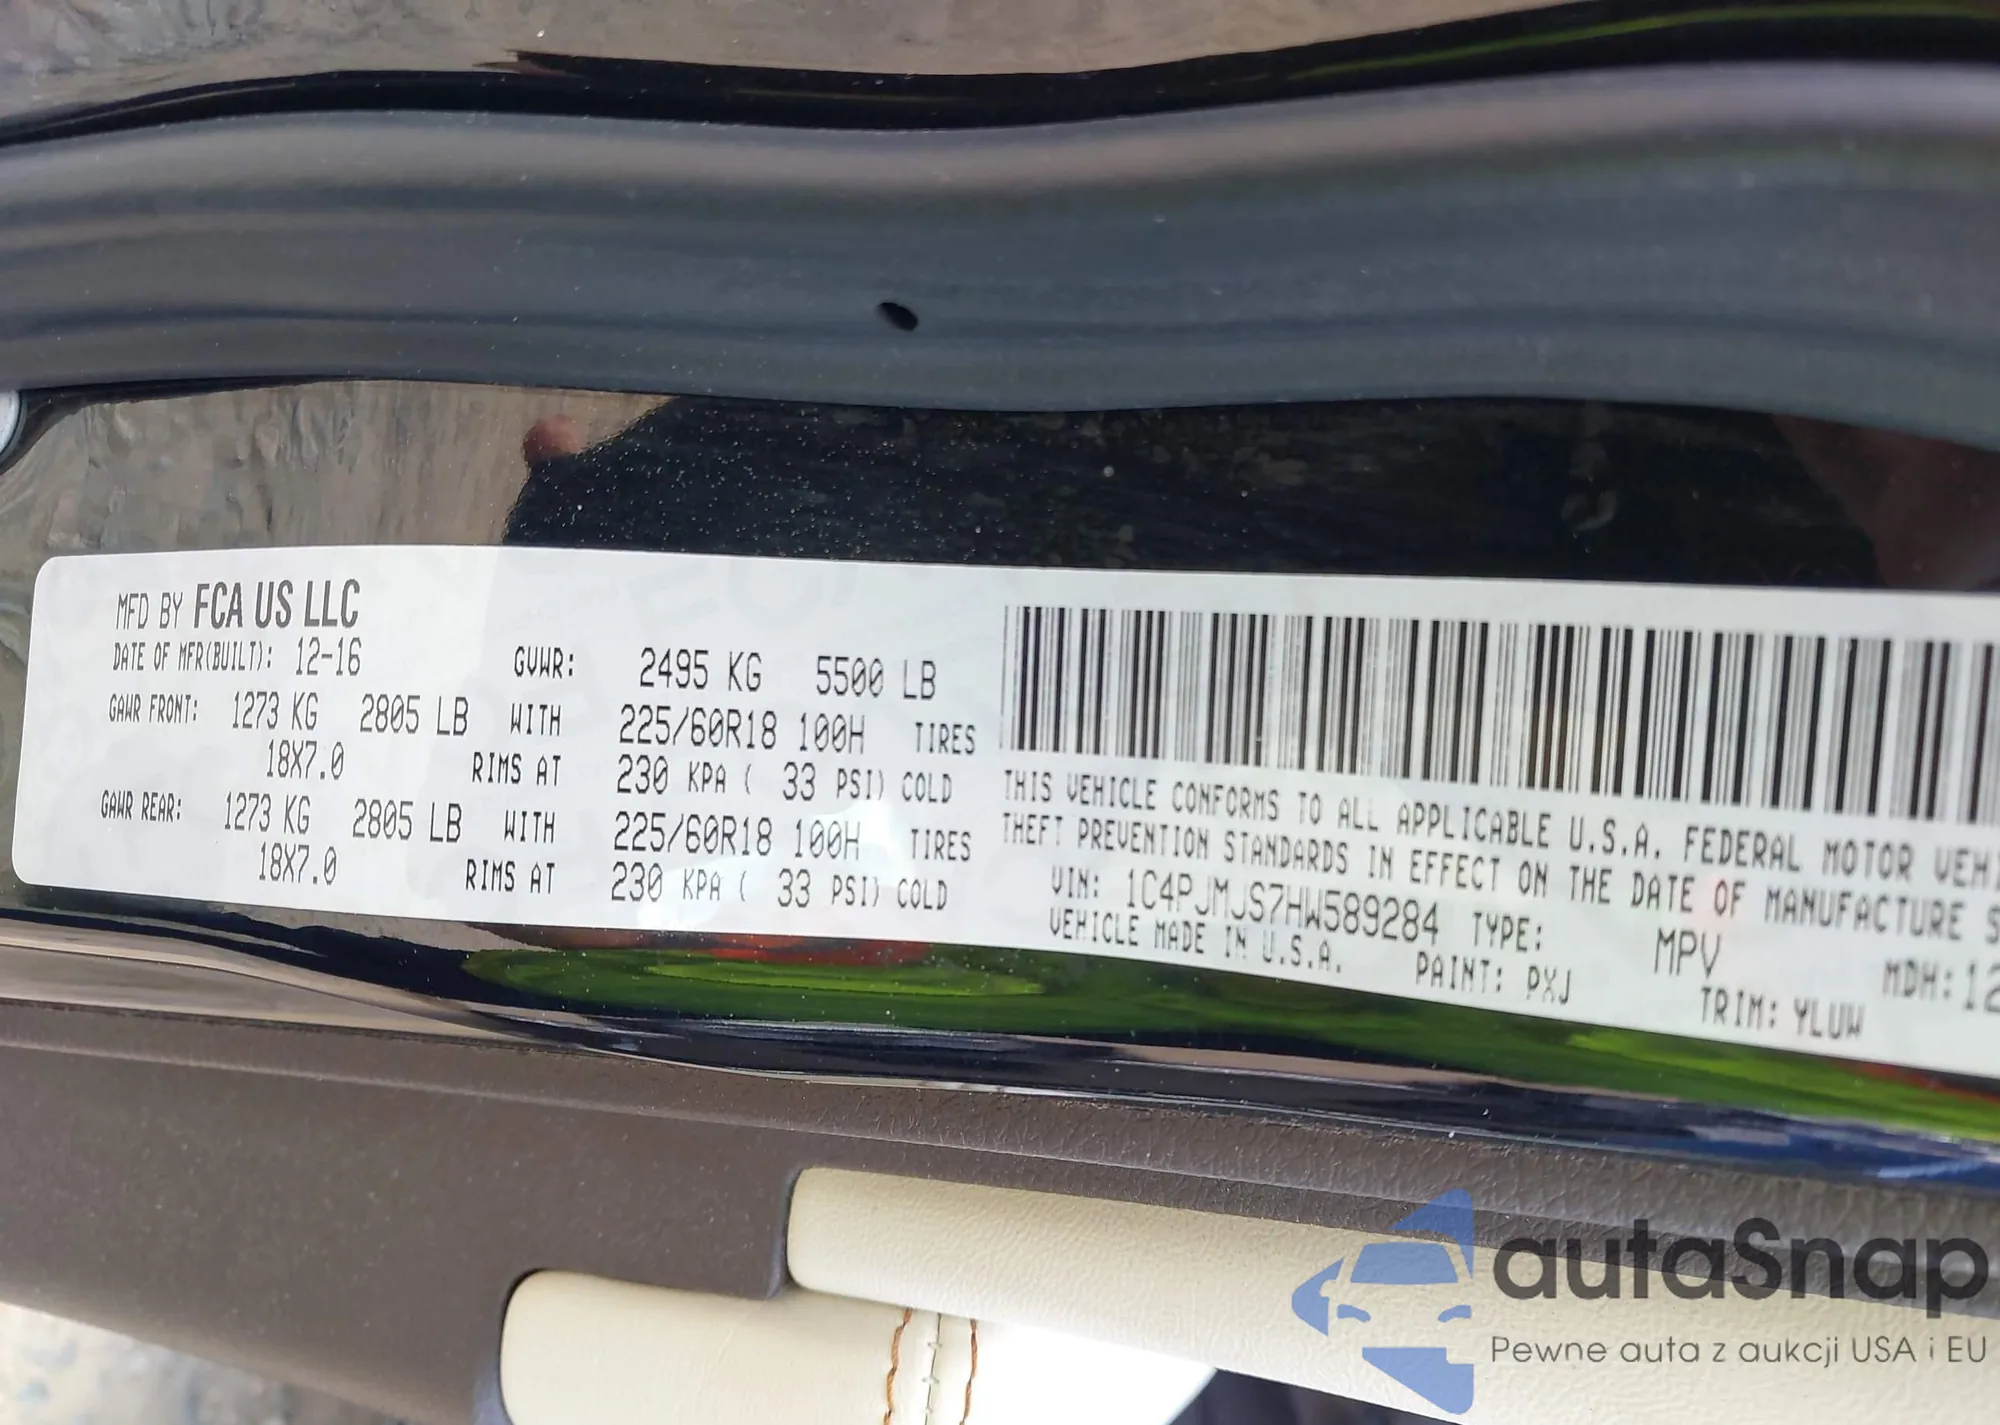 MFD BY FCA US LLC
DATE OF MFR(BUILT): 12-16 GVWR: 2495 KG 5500 LB
GAWR FRONT: 1273 KG 2805 LB WITH 225/60R18 100H TIRES
18X7.0 RIMS AT 230 KPA ( 33 PSI) COLD
GAWR REAR: 1273 KG 2805 LB WITH 225/60R18 100H TIRES
18X7.0 RIMS AT 230 KPA ( 33 PSI) COLD
THIS VEHICLE CONFORMS TO ALL APPLICABLE U.S.A. FEDERAL MOTOR VEHI
THEFT PREVENTION STANDARDS IN EFFECT ON THE DATE OF MANUFACTURE S
VIN: 1C4PJMJS7HW589284 TYPE: MPV MDH: 12
VEHICLE MADE IN U.S.A. PAINT: PXJ TRIM: YLUW
autaSnap
Pewne auta z aukcji USA i EU